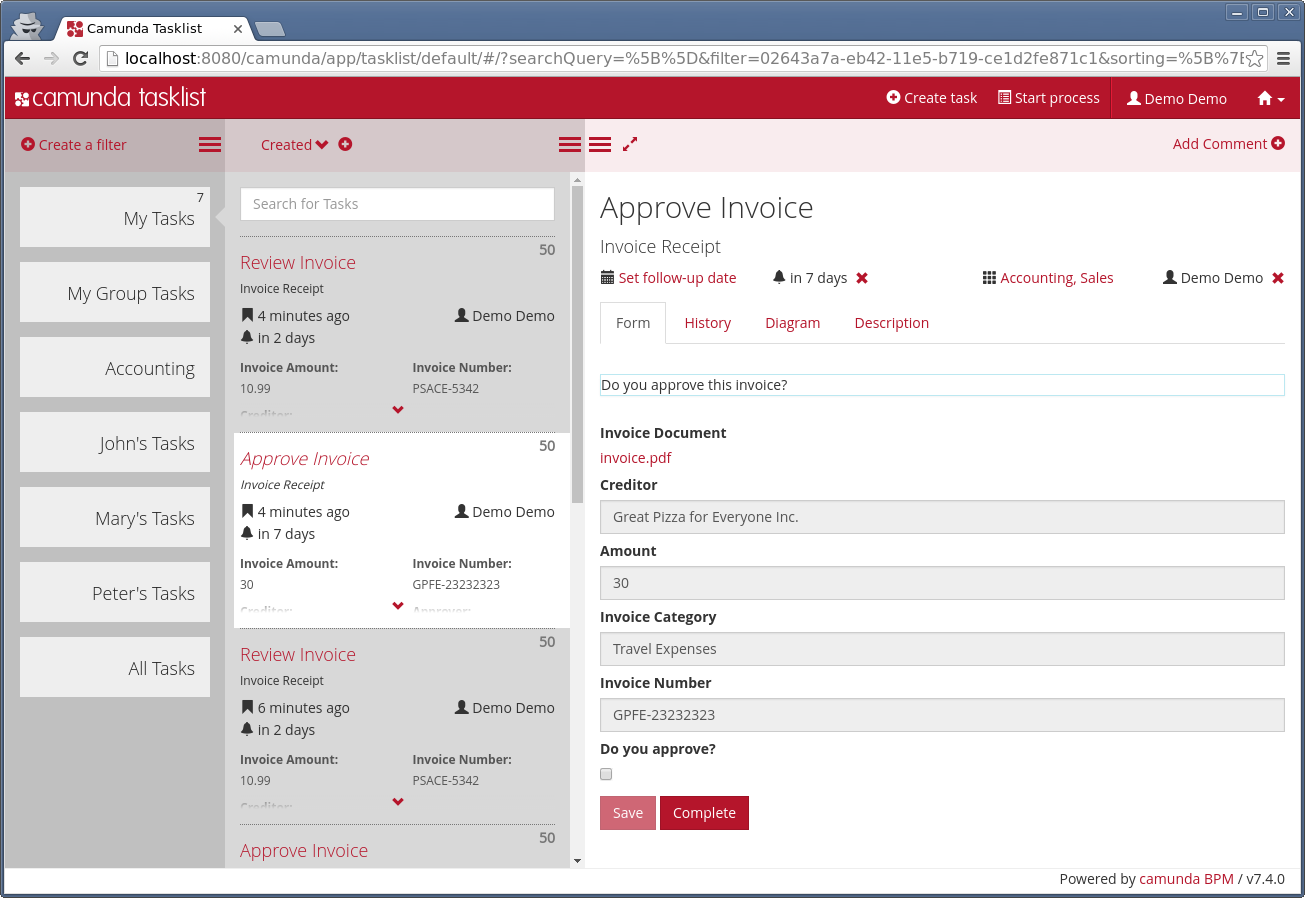 Camunda Tasklist
localhost:8080/camunda/app/tasklist/default/#/?searchQuery=%5B%5D&filter=02643a7a-eb42-11e5-b719-ce1d2fe871c1&sorting=%5B%7B
camunda tasklist
Create task
Start process
Demo Demo
Create a filter
Created
Add Comment
7
My Tasks
My Group Tasks
Accounting
John's Tasks
Mary's Tasks
Peter's Tasks
All Tasks
Search for Tasks
50
Review Invoice
Invoice Receipt
4 minutes ago Demo Demo
in 2 days
Invoice Amount: Invoice Number:
10.99 PSACE-5342
Creditor:
50
Approve Invoice
Invoice Receipt
4 minutes ago Demo Demo
in 7 days
Invoice Amount: Invoice Number:
30 GPFE-23232323
Creditor: Approver:
50
Review Invoice
Invoice Receipt
6 minutes ago Demo Demo
in 2 days
Invoice Amount: Invoice Number:
10.99 PSACE-5342
Creditor:
50
Approve Invoice
Approve Invoice
Invoice Receipt
Set follow-up date in 7 days Accounting, Sales Demo Demo
Form History Diagram Description
Do you approve this invoice?
Invoice Document
invoice.pdf
Creditor
Great Pizza for Everyone Inc.
Amount
30
Invoice Category
Travel Expenses
Invoice Number
GPFE-23232323
Do you approve?
Save Complete
Powered by camunda BPM / v7.4.0